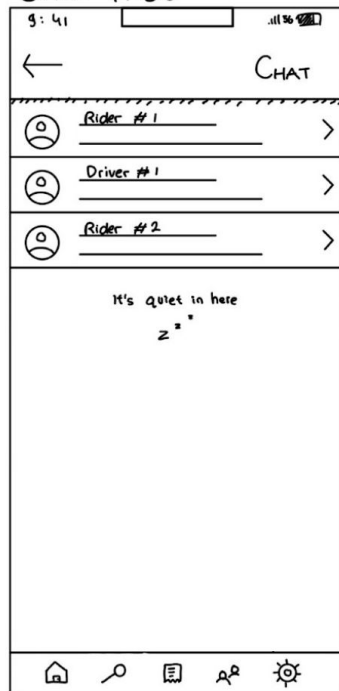 9:41
CHAT
Rider #1
Driver #1
Rider #2
It's quiet in here
z z z